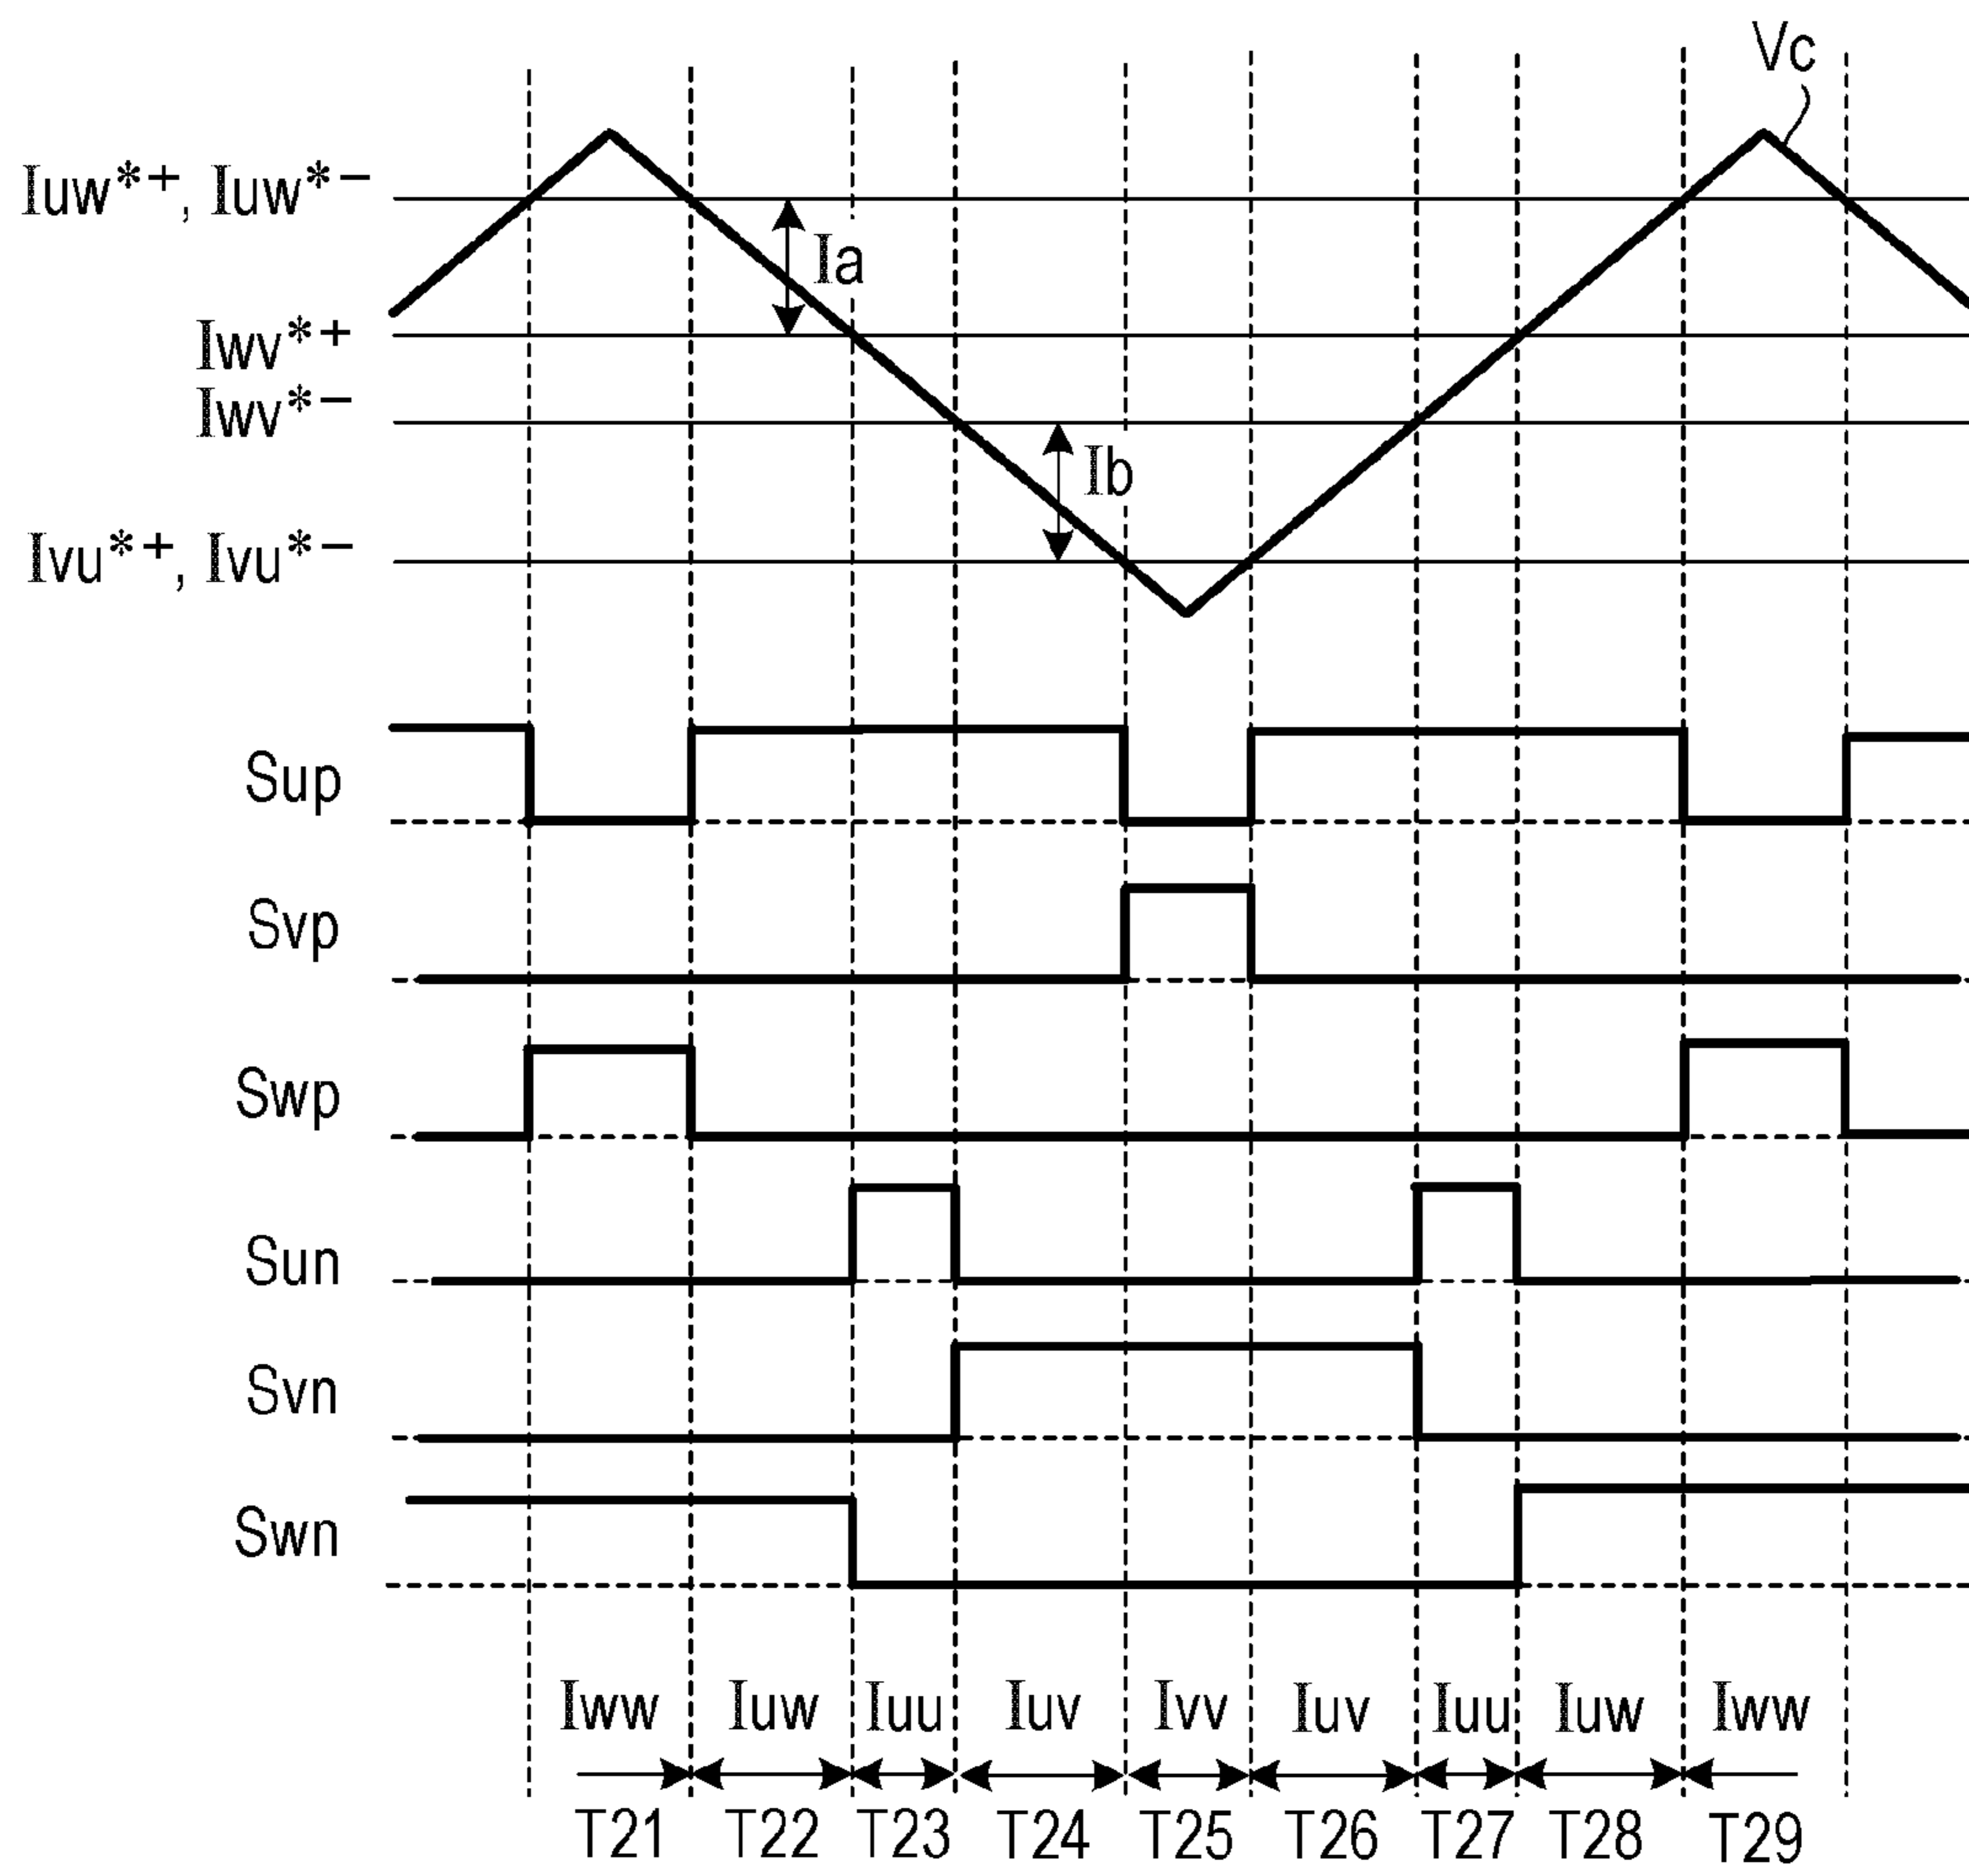 Vc
Iuw*+, Iuw*−
Ia
Iwv*+
Iwv*−
Ib
Ivu*+, Ivu*−
Sup
Svp
Swp
Sun
Svn
Swn
Iww Iuw Iuu Iuv Ivv Iuv Iuu Iuw Iww
T21 T22 T23 T24 T25 T26 T27 T28 T29